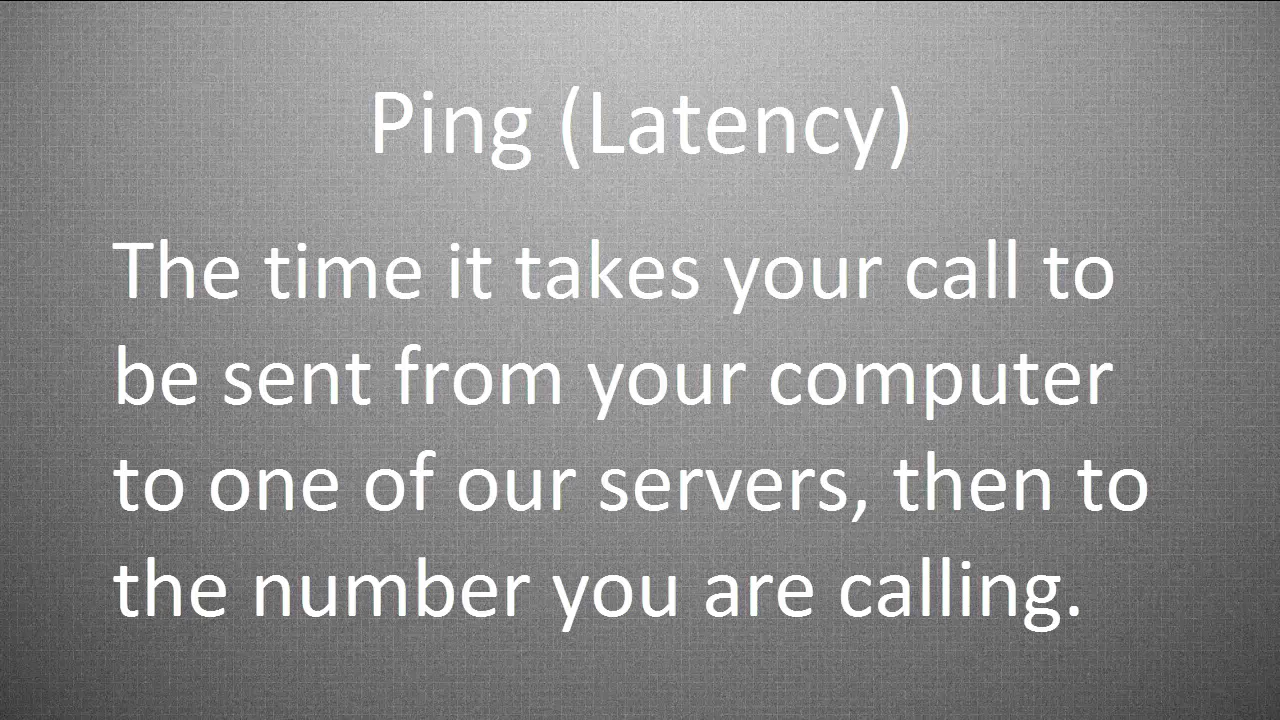 Ping (Latency)
The time it takes your call to
be sent from your computer
to one of our servers, then to
the number you are calling.